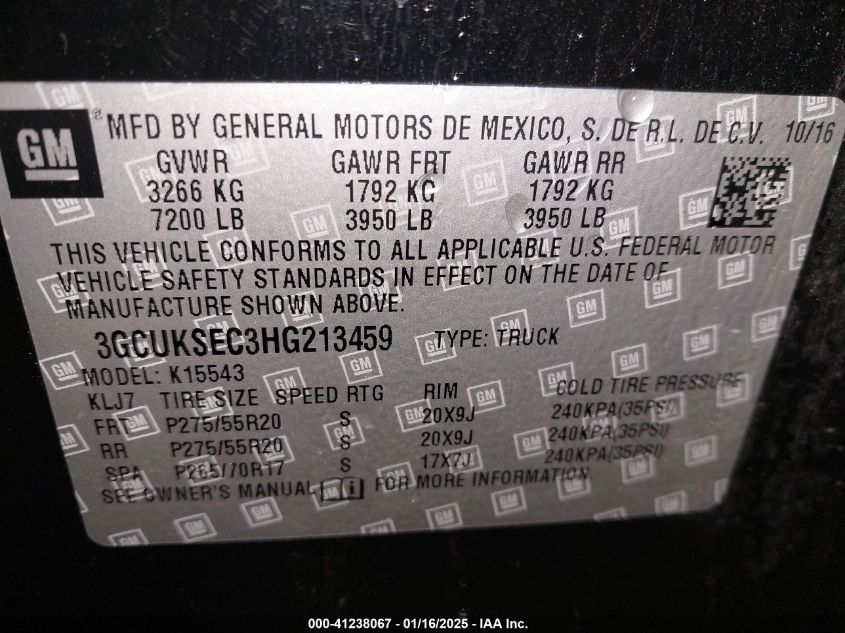 GM ® MFD BY GENERAL MOTORS DE MEXICO, S. DE R.L. DE C.V. 10/16
GVWR GAWR FRT GAWR RR
3266 KG 1792 KG 1792 KG
7200 LB 3950 LB 3950 LB
THIS VEHICLE CONFORMS TO ALL APPLICABLE U.S. FEDERAL MOTOR
VEHICLE SAFETY STANDARDS IN EFFECT ON THE DATE OF
MANUFACTURE SHOWN ABOVE.
3GCUKSEC3HG213459 TYPE: TRUCK
MODEL: K15543
KLJ7 TIRE SIZE SPEED RTG RIM COLD TIRE PRESSURE
FRT P275/55R20 S 20X9J 240KPA(35PSI)
RR P275/55R20 S 20X9J 240KPA(35PSI)
SPA P265/70R17 S 17X7J 240KPA(35PSI)
SEE OWNER'S MANUAL i FOR MORE INFORMATION.
000-41238067 - 01/16/2025 - IAA Inc.